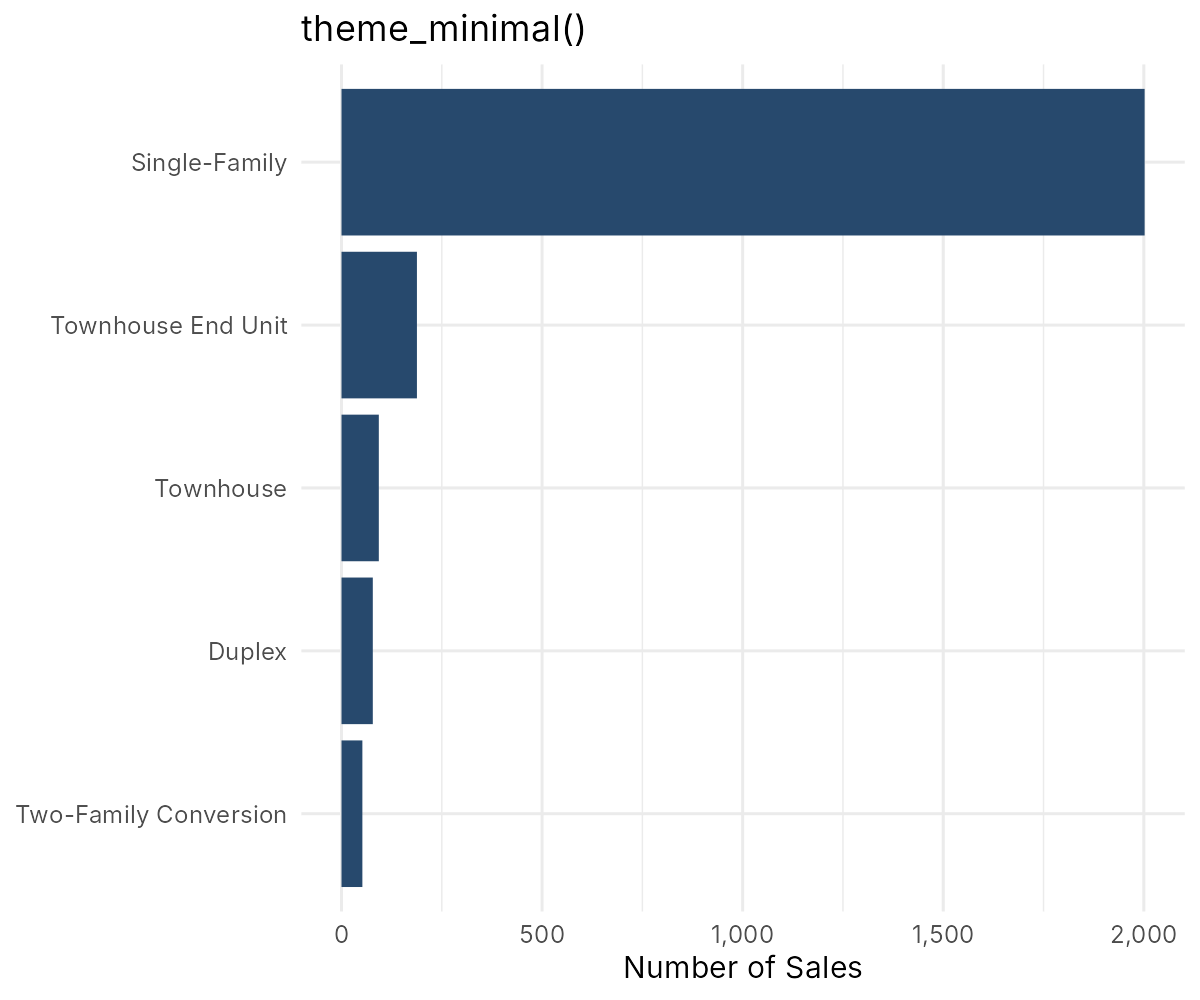 theme_minimal()
Single-Family
Townhouse End Unit
Townhouse
Duplex
Two-Family Conversion
0 500 1,000 1,500 2,000
Number of Sales